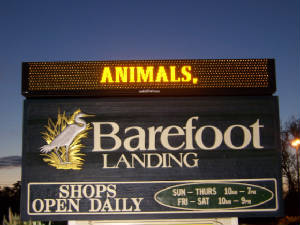 ANIMALS,
Barefoot
LANDING
SHOPS
OPEN DAILY
SUN - THURS 10AM - 7PM
FRI - SAT 10AM - 9PM